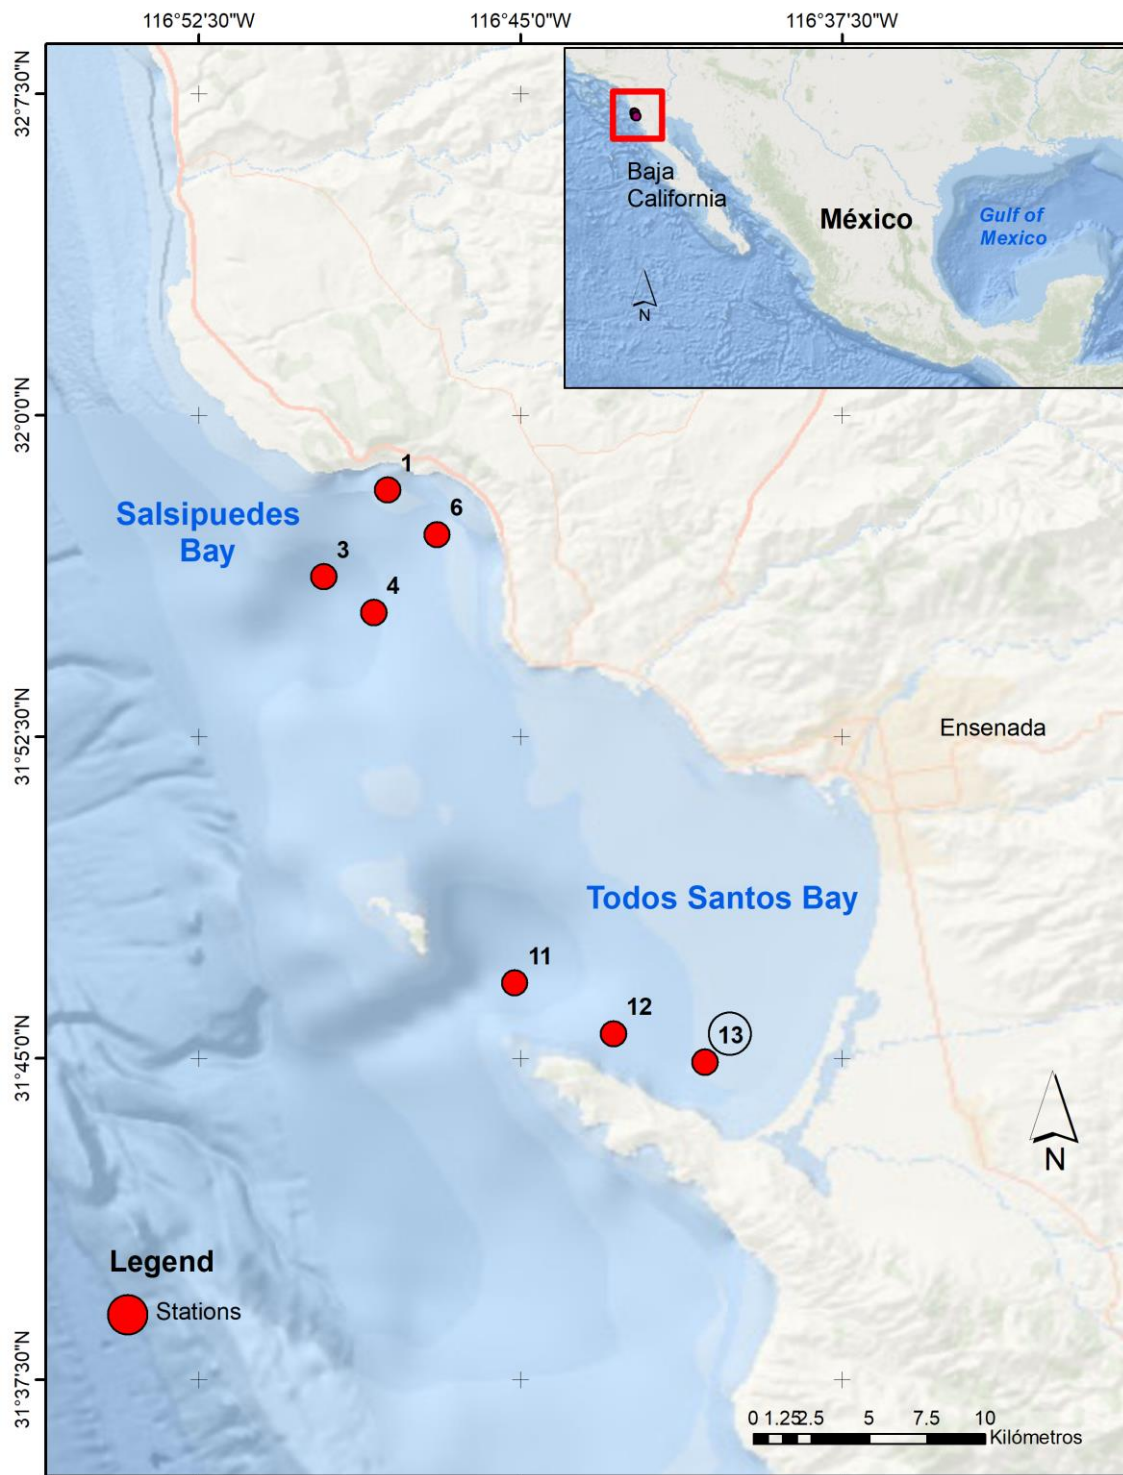 116°52'30"W
116°45'0"W
116°37'30"W
32°7'30"N
32°0'0"N
31°52'30"N
31°45'0"N
31°37'30"N
Baja
California
México
Gulf of
Mexico
N
1
6
3
4
Salsipuedes
Bay
Ensenada
Todos Santos Bay
11
12
13
N
Legend
Stations
0 1.25 2.5 5 7.5 10
Kilómetros